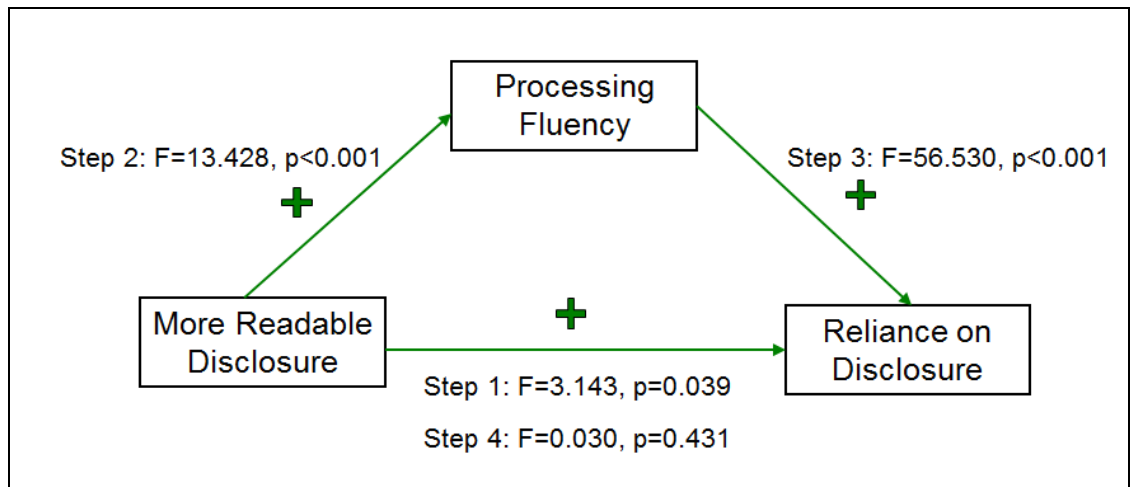 Processing
Fluency
Step 2: F=13.428, p<0.001
Step 3: F=56.530, p<0.001
More Readable
Disclosure
Reliance on
Disclosure
Step 1: F=3.143, p=0.039
Step 4: F=0.030, p=0.431